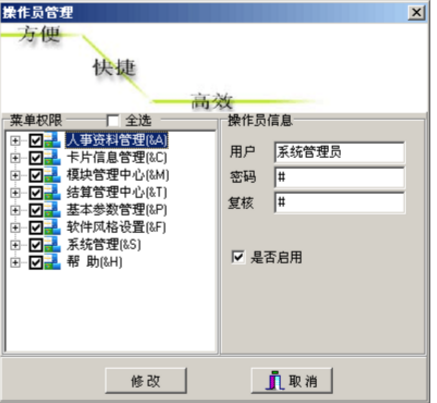 操作员管理
方便
快捷
高效
菜单权限 全选
人事资料管理(&A)
卡片信息管理(&C)
模块管理中心(&M)
结算管理中心(&T)
基本参数管理(&P)
软件风格设置(&F)
系统管理(&S)
帮 助(&H)
操作员信息
用户 系统管理员
密码 #
复核 #
是否启用
修改
取消